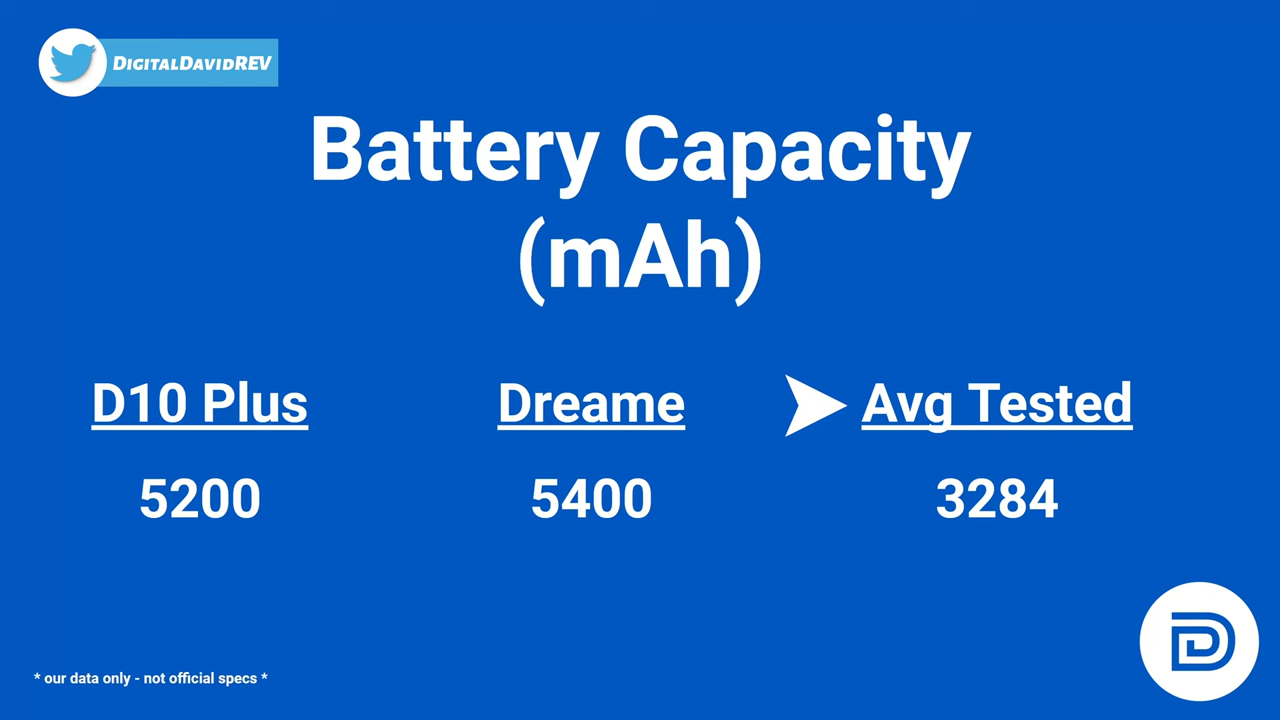 DigitalDavidREV
Battery Capacity
(mAh)
D10 Plus
Dreame
Avg Tested
5200
5400
3284
* our data only - not official specs *